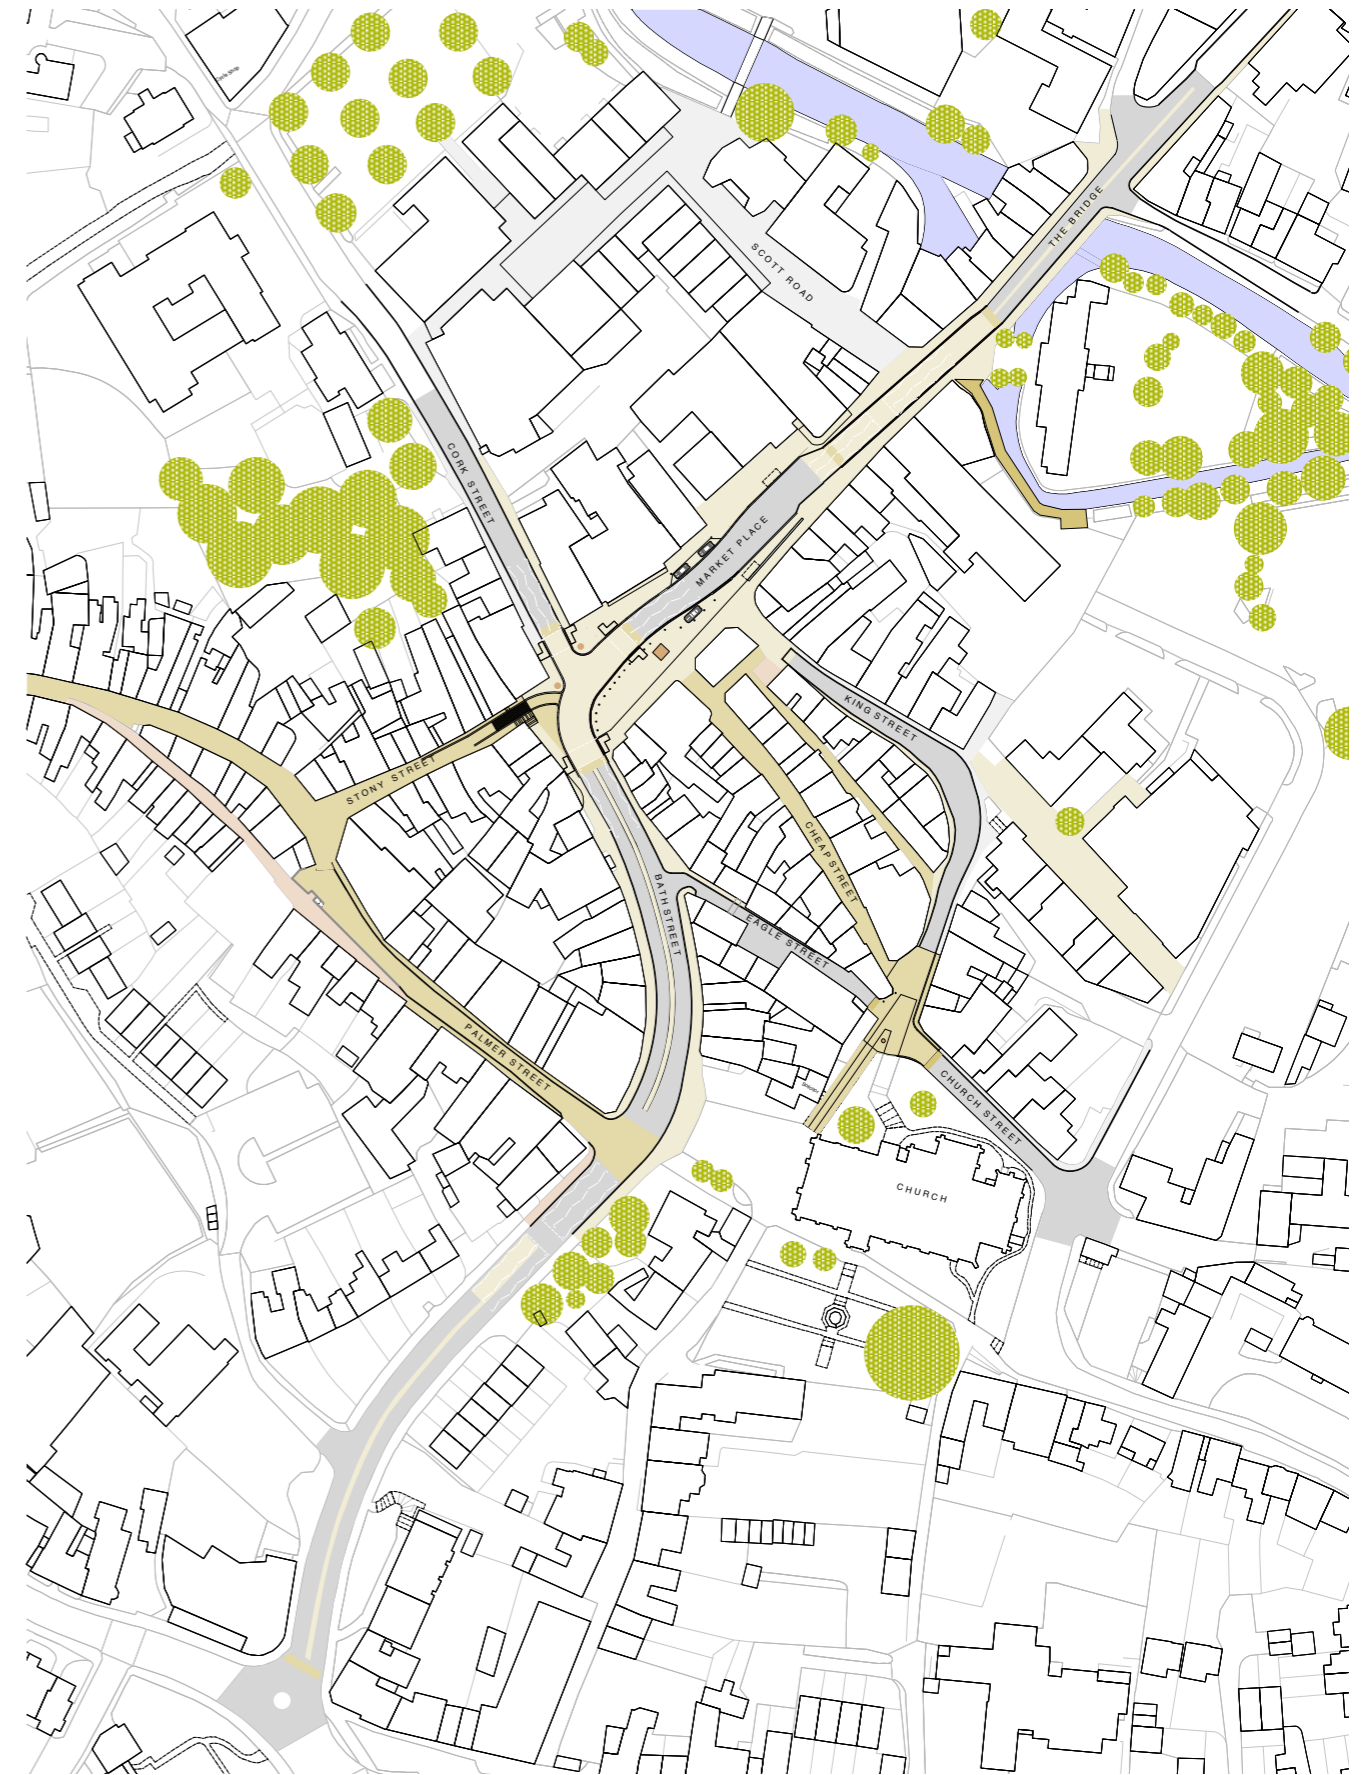 THE BRIDGE
SCOTT ROAD
CORK STREET
MARKET PLACE
KING STREET
STONY STREET
CHEAP STREET
BATH STREET
EAGLE STREET
PALMER STREET
CHURCH STREET
CHURCH